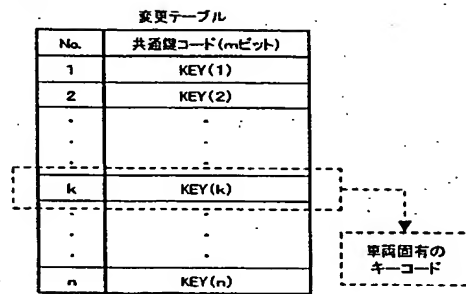 変更テーブル
No. 共通鍵コード(mビット)
1 KEY(1)
2 KEY(2)
k KEY(k)
車両固有の
キーコード
n KEY(n)